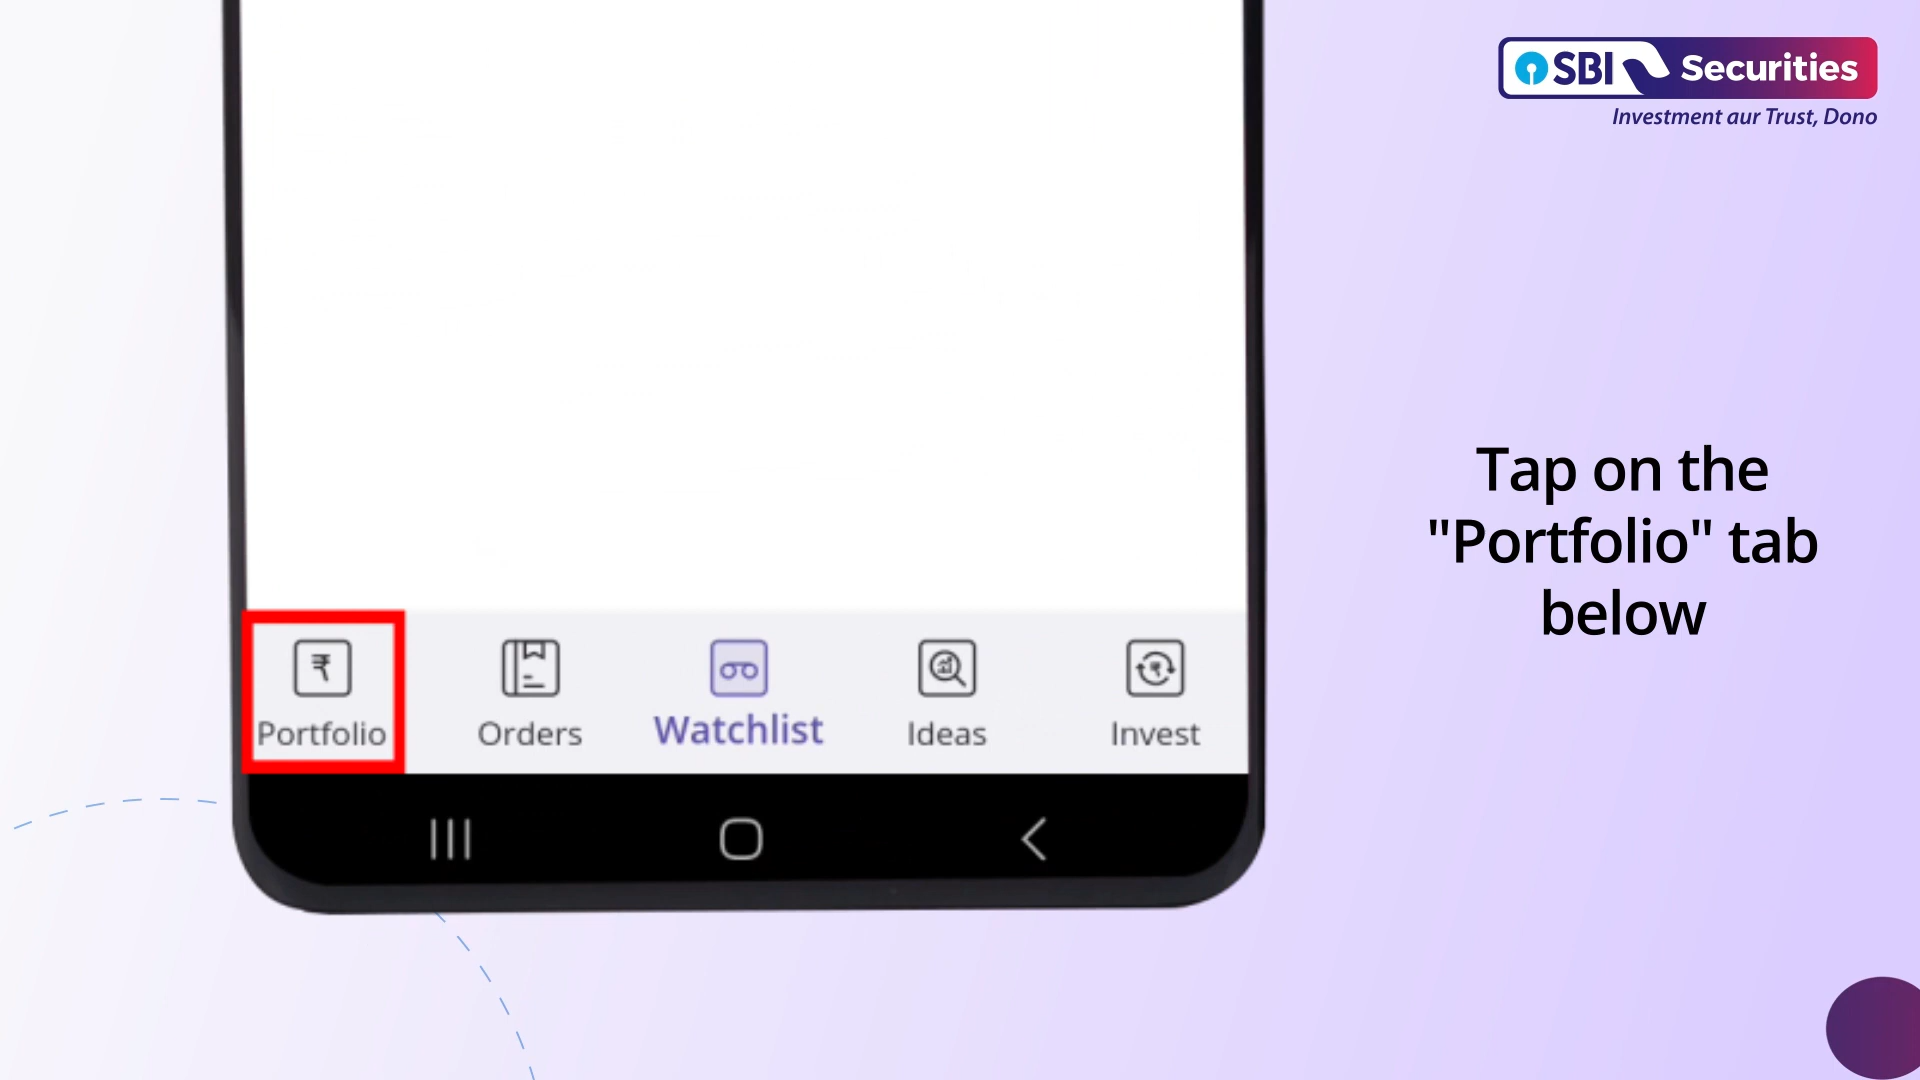 SBI Securities
Investment aur Trust, Dono
Tap on the
"Portfolio" tab
below
Portfolio
Orders
Watchlist
Ideas
Invest